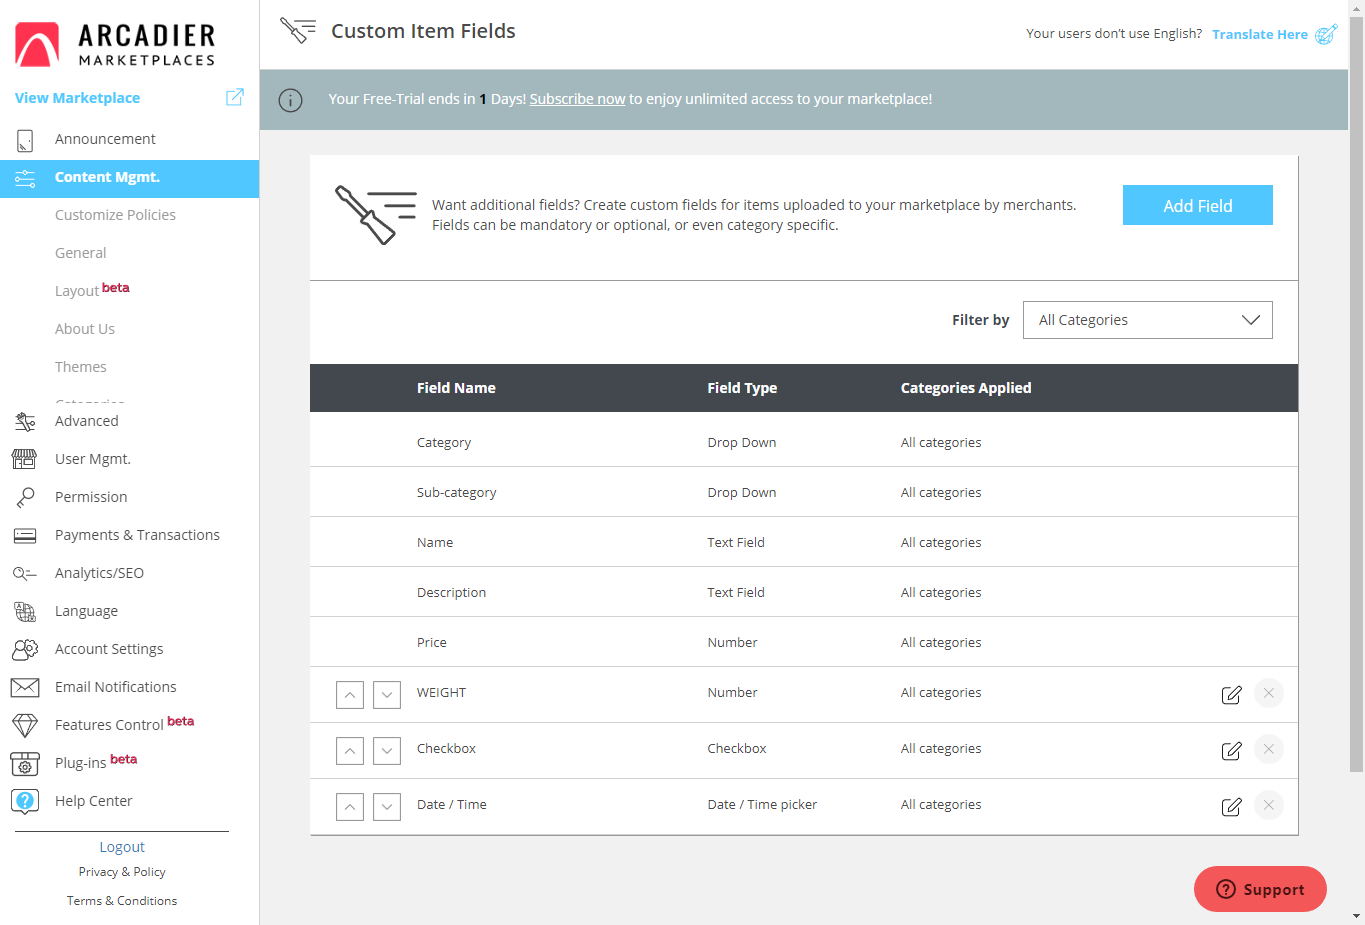 ARCADIER
MARKETPLACES
View Marketplace
Announcement
Content Mgmt.
Customize Policies
General
Layout beta
About Us
Themes
Categories
Advanced
User Mgmt.
Permission
Payments & Transactions
Analytics/SEO
Language
Account Settings
Email Notifications
Features Control beta
Plug-ins beta
Help Center
Logout
Privacy & Policy
Terms & Conditions
Custom Item Fields
Your users don't use English? Translate Here
Your Free-Trial ends in 1 Days! Subscribe now to enjoy unlimited access to your marketplace!
Want additional fields? Create custom fields for items uploaded to your marketplace by merchants.
Fields can be mandatory or optional, or even category specific.
Add Field
Filter by All Categories
Field Name Field Type Categories Applied
Category Drop Down All categories
Sub-category Drop Down All categories
Name Text Field All categories
Description Text Field All categories
Price Number All categories
WEIGHT Number All categories
Checkbox Checkbox All categories
Date / Time Date / Time picker All categories
Support